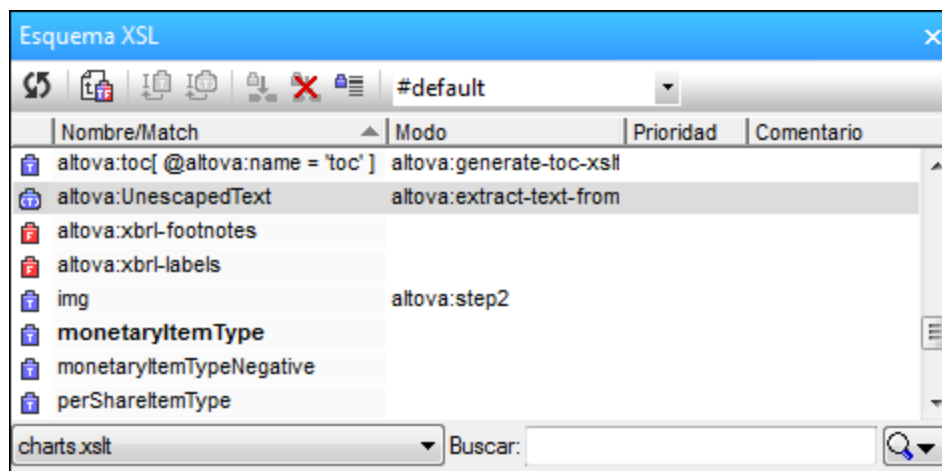 Esquema XSL
#default
Nombre/Match Modo Prioridad Comentario
altova:toc[ @altova:name = 'toc' ] altova:generate-toc-xslt
altova:UnescapedText altova:extract-text-from
altova:xbrl-footnotes
altova:xbrl-labels
img altova:step2
monetaryItemType
monetaryItemTypeNegative
perShareItemType
charts.xslt Buscar: